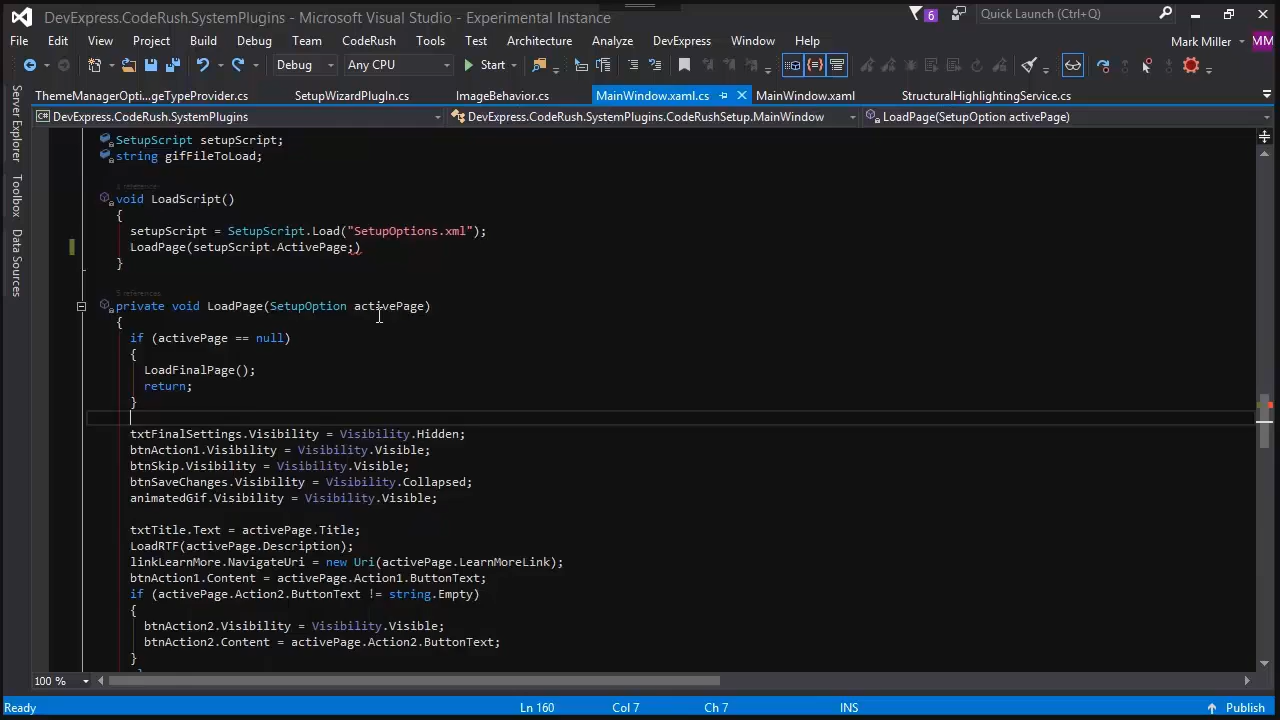 DevExpress.CodeRush.SystemPlugins - Microsoft Visual Studio - Experimental Instance
6
Quick Launch (Ctrl+Q)
File Edit View Project Build Debug Team CodeRush Tools Test Architecture Analyze DevExpress Window Help
Mark Miller MM
Debug Any CPU Start
Server Explorer
Toolbox
Data Sources
ThemeManagerOpti...geTypeProvider.cs SetupWizardPlugIn.cs ImageBehavior.cs MainWindow.xaml.cs MainWindow.xaml StructuralHighlightingService.cs
DevExpress.CodeRush.SystemPlugins DevExpress.CodeRush.SystemPlugins.CodeRushSetup.MainWindow LoadPage(SetupOption activePage)
SetupScript setupScript;
string gifFileToLoad;
void LoadScript()
{
setupScript = SetupScript.Load("SetupOptions.xml");
LoadPage(setupScript.ActivePage;)
}
5 references
private void LoadPage(SetupOption activePage)
{
if (activePage == null)
{
LoadFinalPage();
return;
}
txtFinalSettings.Visibility = Visibility.Hidden;
btnAction1.Visibility = Visibility.Visible;
btnSkip.Visibility = Visibility.Visible;
btnSaveChanges.Visibility = Visibility.Collapsed;
animatedGif.Visibility = Visibility.Visible;
txtTitle.Text = activePage.Title;
LoadRTF(activePage.Description);
linkLearnMore.NavigateUri = new Uri(activePage.LearnMoreLink);
btnAction1.Content = activePage.Action1.ButtonText;
if (activePage.Action2.ButtonText != string.Empty)
{
btnAction2.Visibility = Visibility.Visible;
btnAction2.Content = activePage.Action2.ButtonText;
}
100 %
Ready Ln 160 Col 7 Ch 7 INS Publish